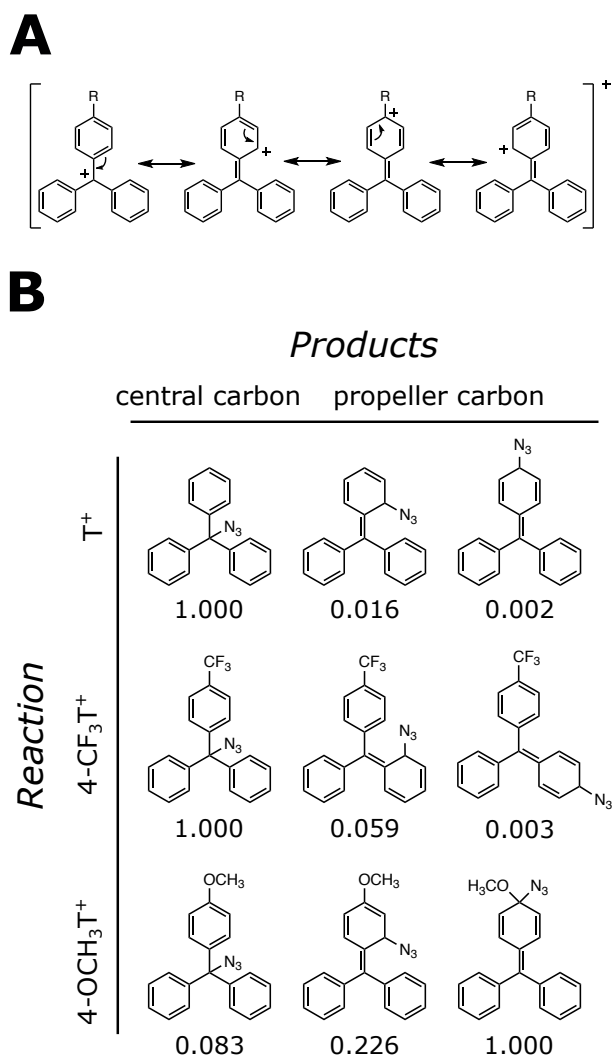 A
R R R R
+ + + + +
B
Products
central carbon propeller carbon
Reaction
T⁺
N₃ N₃ N₃
1.000 0.016 0.002
4-CF₃T⁺
CF₃ CF₃ CF₃
N₃ N₃ N₃
1.000 0.059 0.003
4-OCH₃T⁺
OCH₃ OCH₃ H₃CO N₃
N₃ N₃
0.083 0.226 1.000